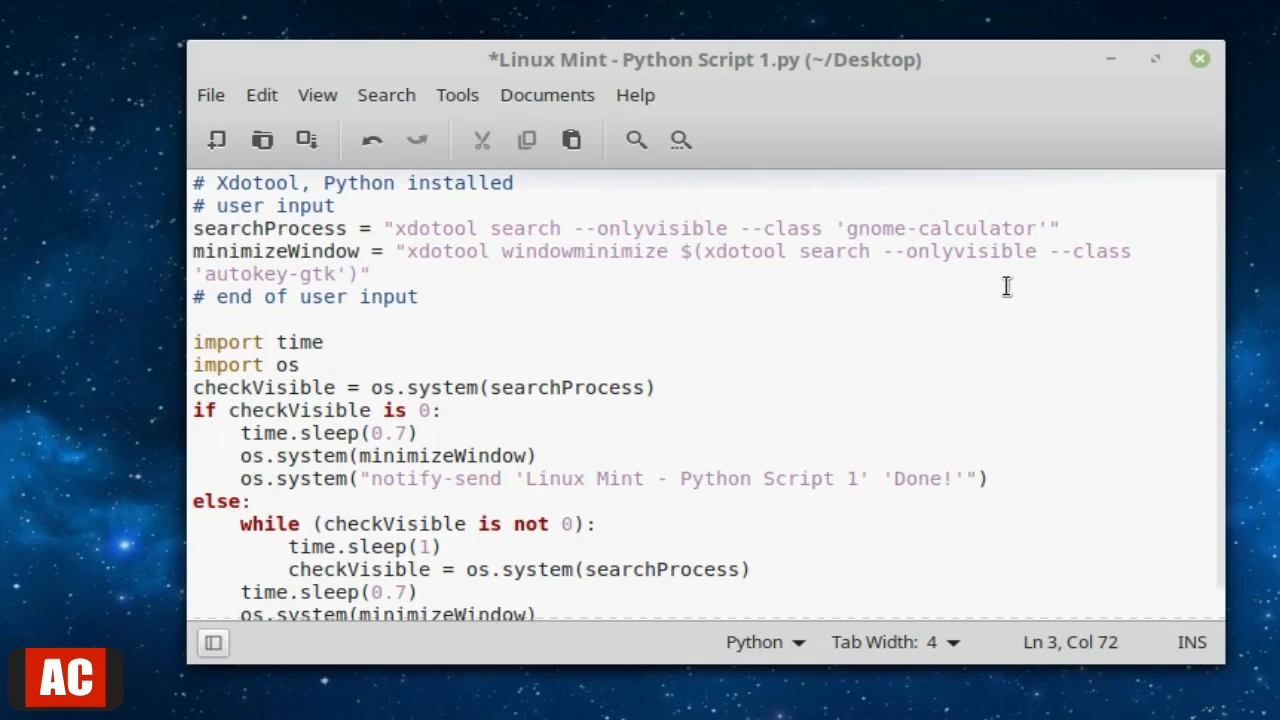 *Linux Mint - Python Script 1.py (~/Desktop)
File Edit View Search Tools Documents Help
# Xdotool, Python installed
# user input
searchProcess = "xdotool search --onlyvisible --class 'gnome-calculator'"
minimizeWindow = "xdotool windowminimize $(xdotool search --onlyvisible --class
'autokey-gtk')"
# end of user input
import time
import os
checkVisible = os.system(searchProcess)
if checkVisible is 0:
    time.sleep(0.7)
    os.system(minimizeWindow)
    os.system("notify-send 'Linux Mint - Python Script 1' 'Done!'")
else:
    while (checkVisible is not 0):
        time.sleep(1)
        checkVisible = os.system(searchProcess)
    time.sleep(0.7)
    os.system(minimizeWindow)
Python Tab Width: 4 Ln 3, Col 72 INS
AC